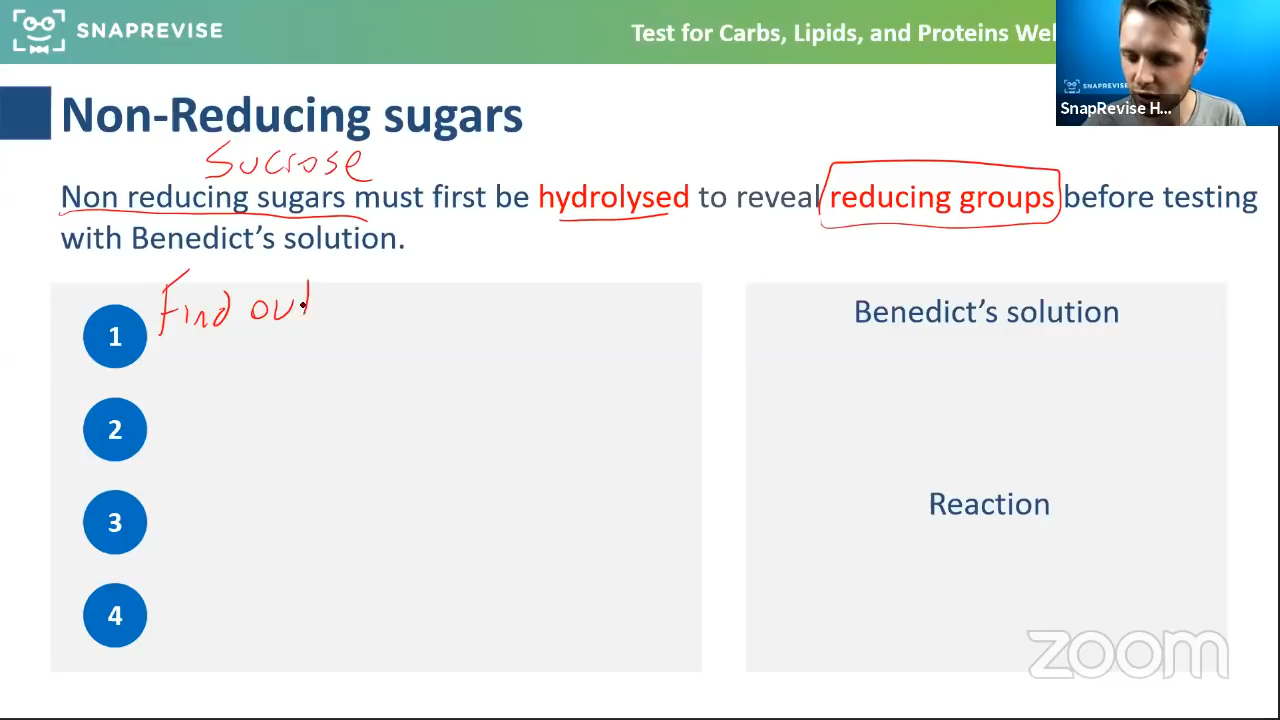 SNAPREVISE
Test for Carbs, Lipids, and Proteins
SNAPREVISE
SnapRevise H...
Non-Reducing sugars
Sucrose
Non reducing sugars must first be hydrolysed to reveal reducing groups before testing
with Benedict's solution.
1 Find out
2
3
4
Benedict's solution
Reaction
zoom